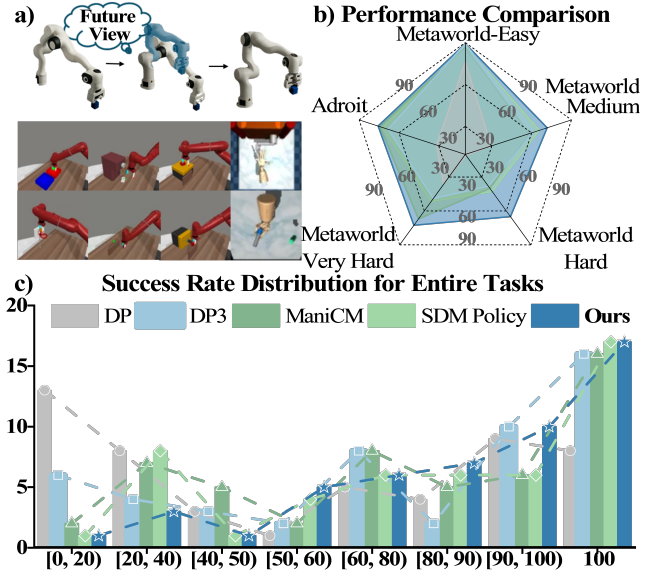 a)
Future
View
b) Performance Comparison
Metaworld-Easy
90
90
Metaworld
Medium
Adroit
60
60
30
30
30
30
30
60
60
90
60
90
90
Metaworld
Very Hard
Metaworld
Hard
c) Success Rate Distribution for Entire Tasks
20
DP
DP3
ManiCM
SDM Policy
Ours
15
10
5
0
[0, 20)
[20, 40)
[40, 50)
[50, 60)
[60, 80)
[80, 90)
[90, 100)
100